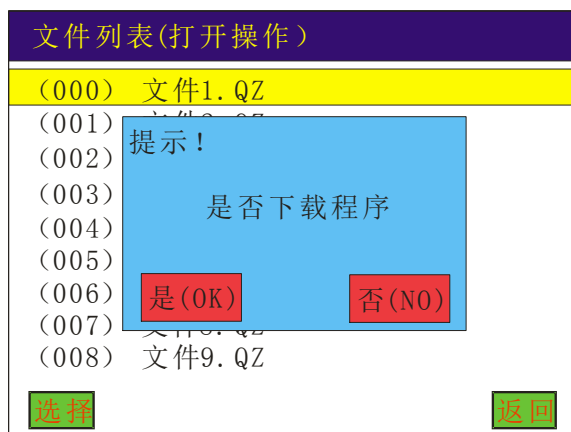 文件列表(打开操作）
（000） 文件1.QZ
（001）
（002）
（003）
（004）
（005）
（006）
（007）
（008） 文件9.QZ
提示!
是否下载程序
是(OK)
否(NO)
选择
返回